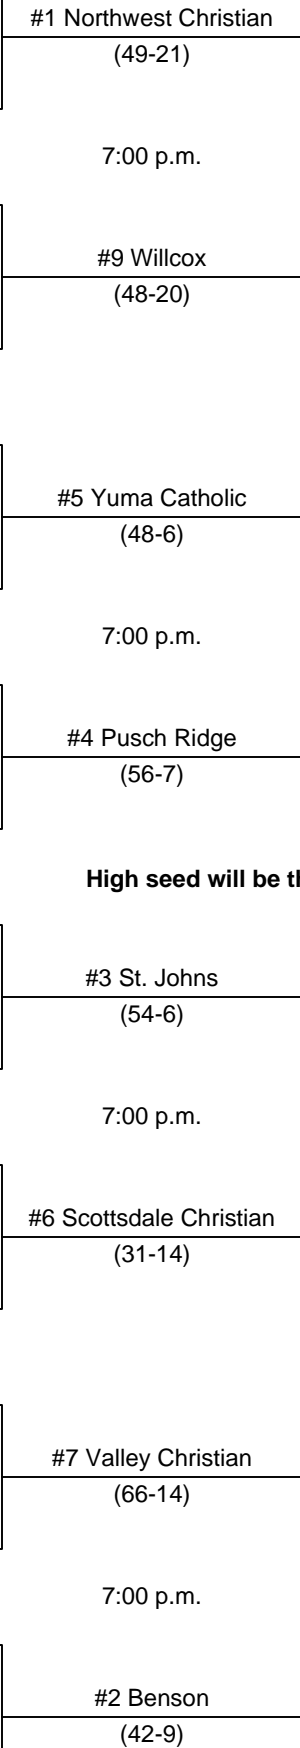 #1 Northwest Christian
(49-21)
7:00 p.m.
#9 Willcox
(48-20)
#5 Yuma Catholic
(48-6)
7:00 p.m.
#4 Pusch Ridge
(56-7)
High seed will be
#3 St. Johns
(54-6)
7:00 p.m.
#6 Scottsdale Christian
(31-14)
#7 Valley Christian
(66-14)
7:00 p.m.
#2 Benson
(42-9)